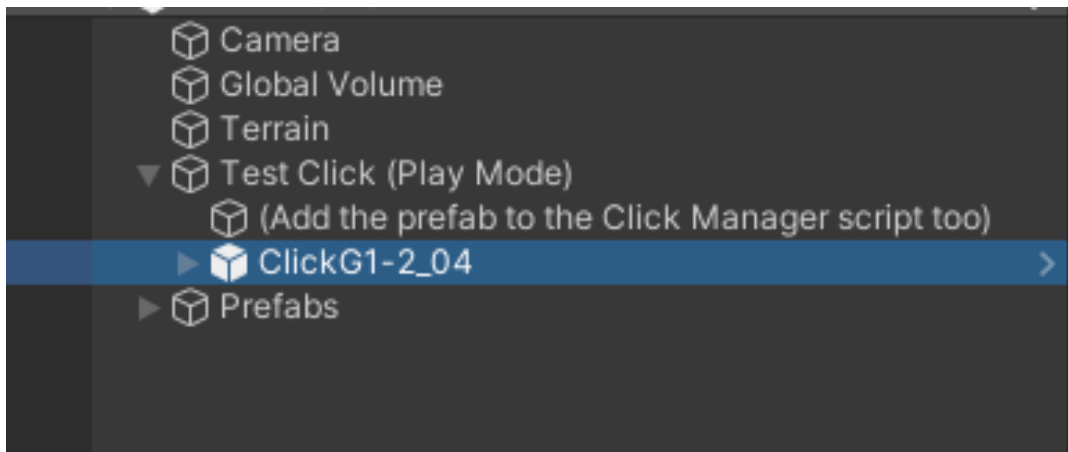 Camera
Global Volume
Terrain
Test Click (Play Mode)
(Add the prefab to the Click Manager script too)
ClickG1-2_04
Prefabs